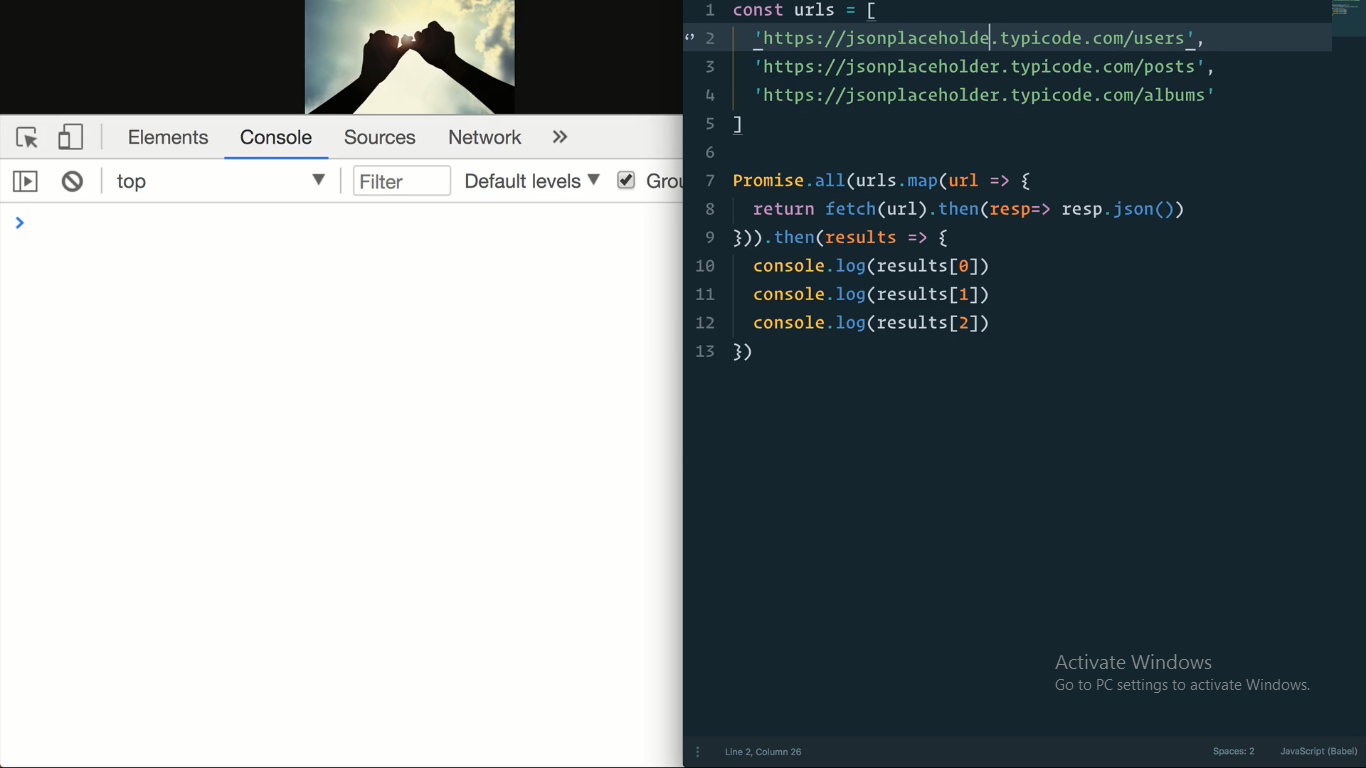 Elements Console Sources Network »
top ▼ Filter Default levels ▼ Grou
>
1 const urls = [
2 'https://jsonplaceholde.typicode.com/users',
3 'https://jsonplaceholder.typicode.com/posts',
4 'https://jsonplaceholder.typicode.com/albums'
5 ]
6
7 Promise.all(urls.map(url => {
8 return fetch(url).then(resp=> resp.json())
9 })).then(results => {
10 console.log(results[0])
11 console.log(results[1])
12 console.log(results[2])
13 })
Activate Windows
Go to PC settings to activate Windows.
Line 2, Column 26 Spaces: 2 JavaScript (Babel)